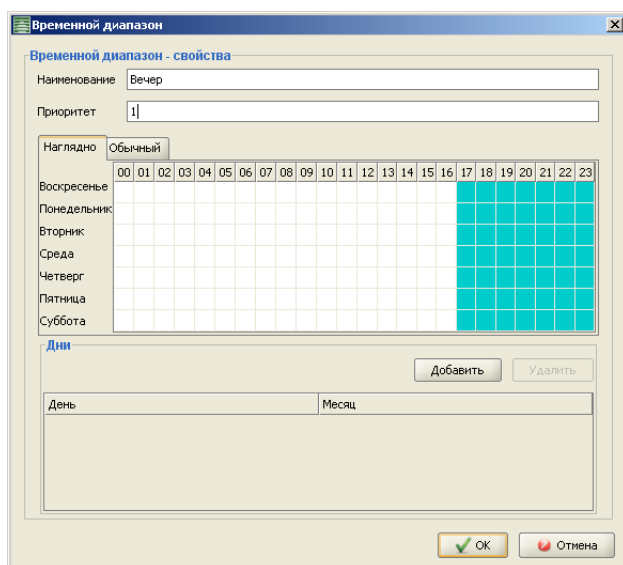 Временной диапазон
Временной диапазон - свойства
Наименование Вечер
Приоритет 1
Наглядно Обычный
00 01 02 03 04 05 06 07 08 09 10 11 12 13 14 15 16 17 18 19 20 21 22 23
Воскресенье
Понедельник
Вторник
Среда
Четверг
Пятница
Суббота
Дни
Добавить Удалить
День Месяц
OK Отмена